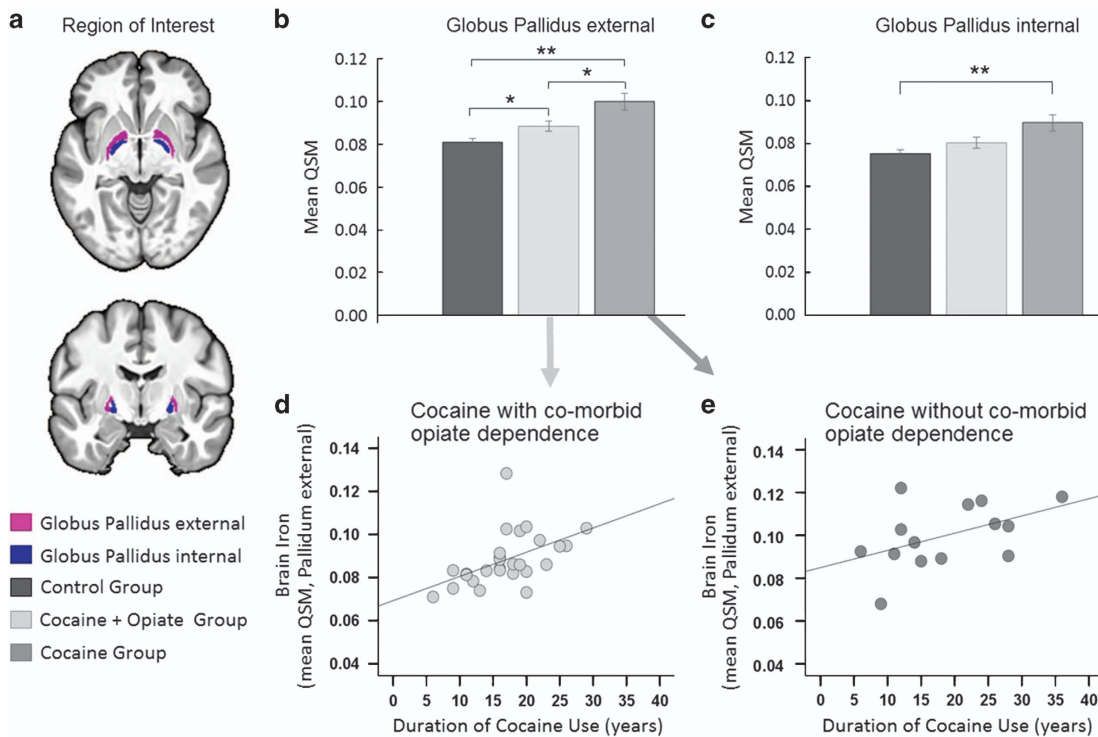 a
Region of Interest
Globus Pallidus external
Globus Pallidus internal
Control Group
Cocaine + Opiate Group
Cocaine Group
b
Globus Pallidus external
Mean QSM
0.12
0.10
0.08
0.06
0.04
0.02
0.00
**
*
*
c
Globus Pallidus internal
Mean QSM
0.12
0.10
0.08
0.06
0.04
0.02
0.00
**
d
Cocaine with co-morbid
opiate dependence
Brain Iron
(mean QSM, Pallidum external)
0.14
0.12
0.10
0.08
0.06
0.04
0 5 10 15 20 25 30 35 40
Duration of Cocaine Use (years)
e
Cocaine without co-morbid
opiate dependence
Brain Iron
(mean QSM, Pallidum external)
0.14
0.12
0.10
0.08
0.06
0.04
0 5 10 15 20 25 30 35 40
Duration of Cocaine Use (years)